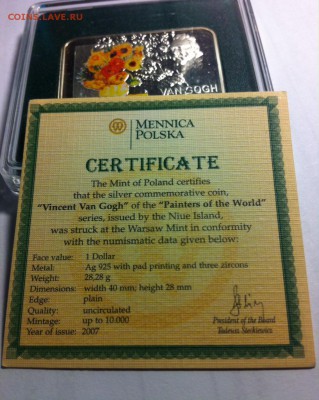 COINS.LAVE.RU
VAN GOGH
MENNICA
POLSKA
CERTIFICATE
The Mint of Poland certifies
that the silver commemorative coin,
"Vincent Van Gogh" of the "Painters of the World"
series, issued by the Niue Island,
was struck at the Warsaw Mint in conformity
with the numismatic data given below:
Face value: 1 Dollar
Metal: Ag 925 with pad printing and three zircons
Weight: 28,28 g
Dimensions: width 40 mm; height 28 mm
Edge: plain
Quality: uncirculated
Mintage: up to 10.000
Year of issue: 2007
President of the Board
Tadeusz Steckiewicz